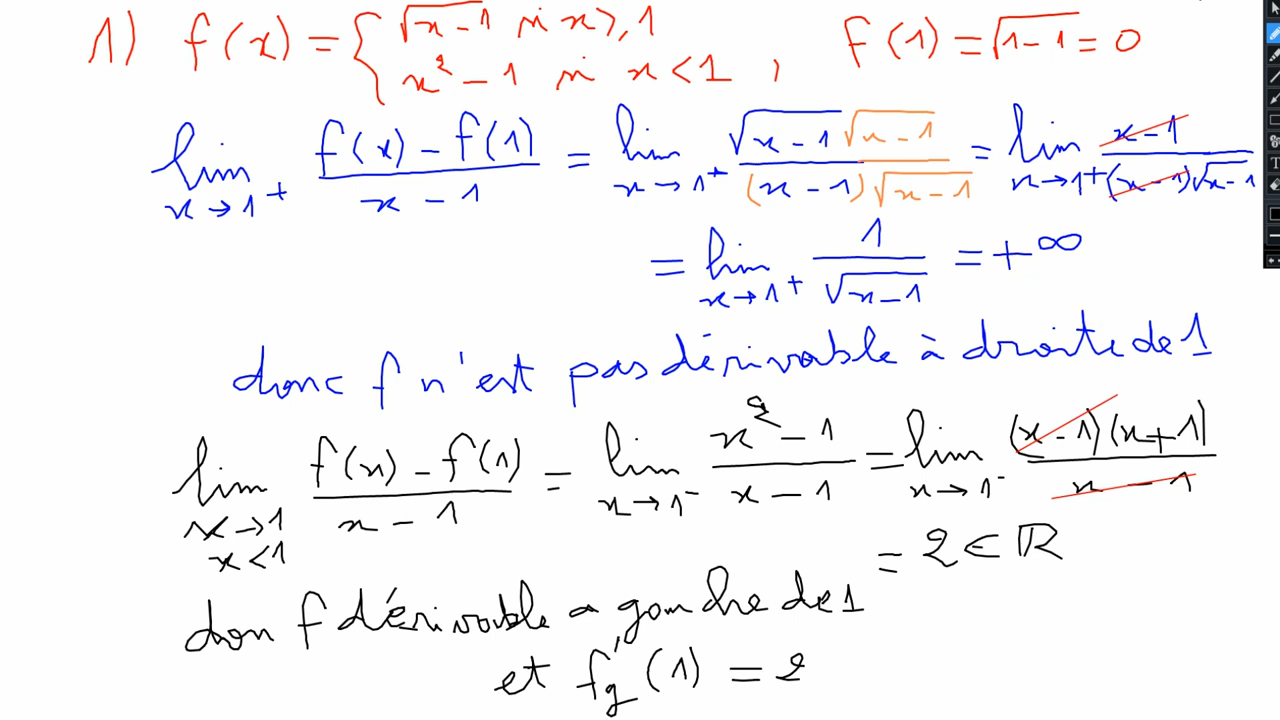 1) f(x) = { √(x-1) si x ≥ 1 ; x² - 1 si x < 1 , f(1) = √(1-1) = 0
lim x→1⁺ (f(x) - f(1))/(x - 1) = lim x→1⁺ (√(x-1) √(x-1))/((x-1) √(x-1)) = lim x→1⁺ (x-1)/((x-1)√(x-1))
= lim x→1⁺ 1/√(x-1) = +∞
donc f n'est pas dérivable à droite de 1
lim x→1 x<1 (f(x) - f(1))/(x - 1) = lim x→1⁻ (x² - 1)/(x - 1) = lim x→1⁻ ((x-1)(x+1))/(x - 1)
= 2 ∈ ℝ
don f dérivable a gauche de 1
et f'g (1) = 2